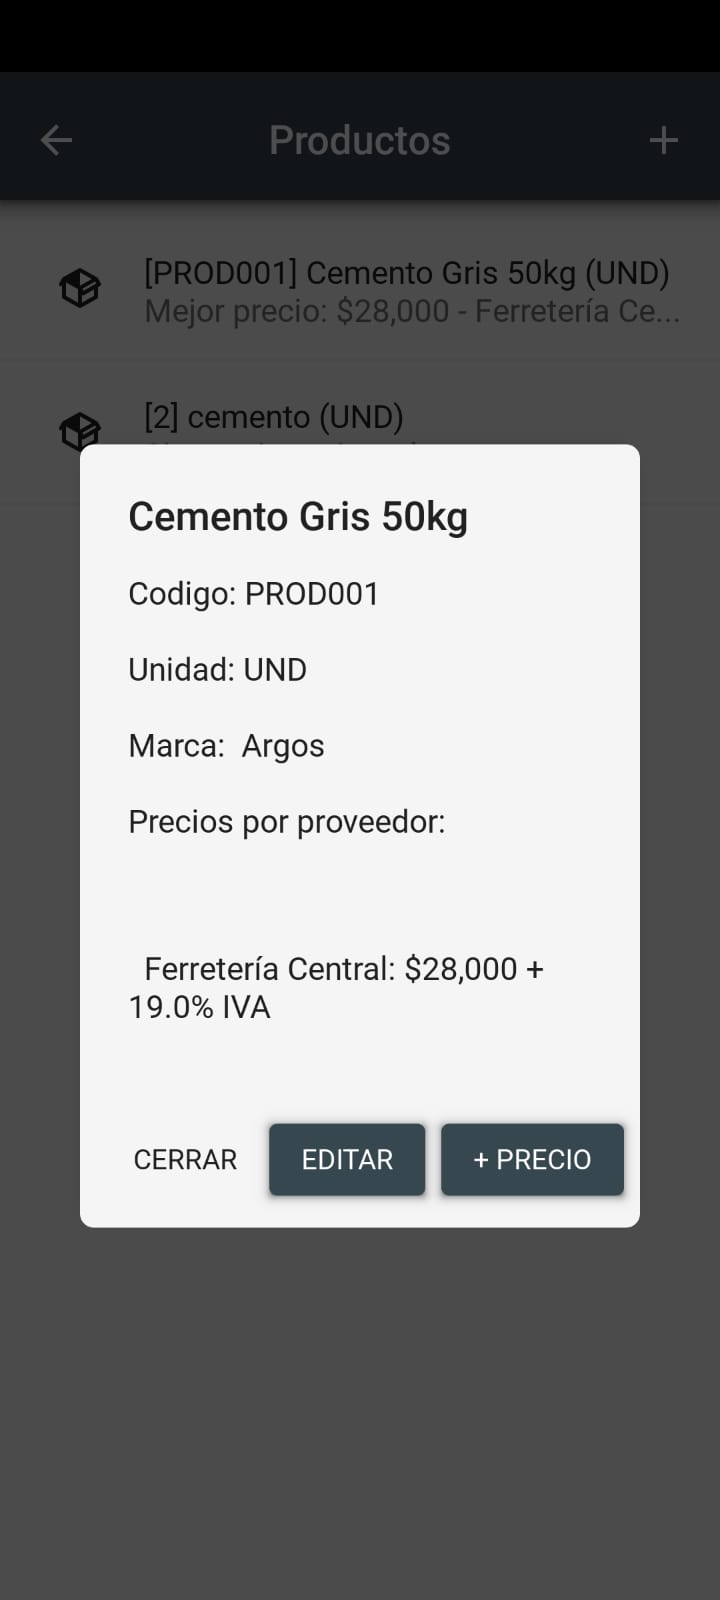 Productos
[PROD001] Cemento Gris 50kg (UND)
Mejor precio: $28,000 - Ferretería Ce...
[2] cemento (UND)
Cemento Gris 50kg
Codigo: PROD001
Unidad: UND
Marca:  Argos
Precios por proveedor:
Ferretería Central: $28,000 +
19.0% IVA
CERRAR
EDITAR
+ PRECIO